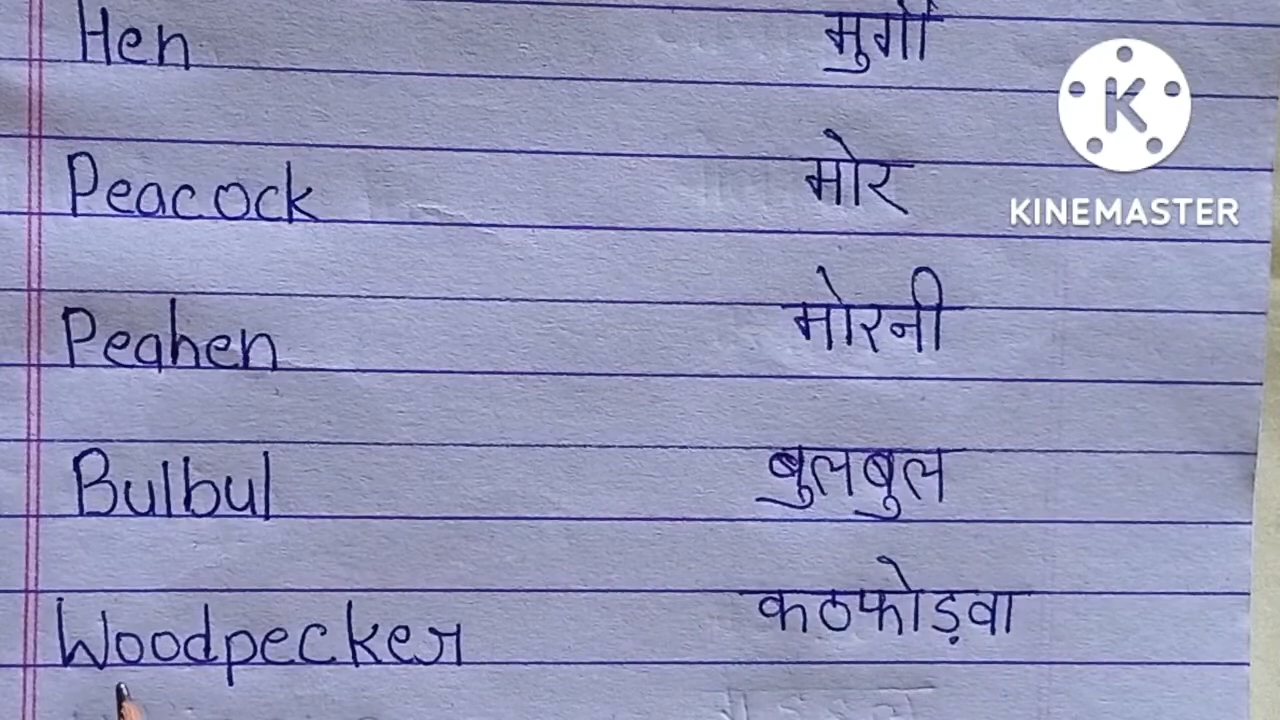 Hen मुर्गी
Peacock मोर
Peahen मोरनी
Bulbul बुलबुल
Woodpecker कठफोड़वा
KINEMASTER